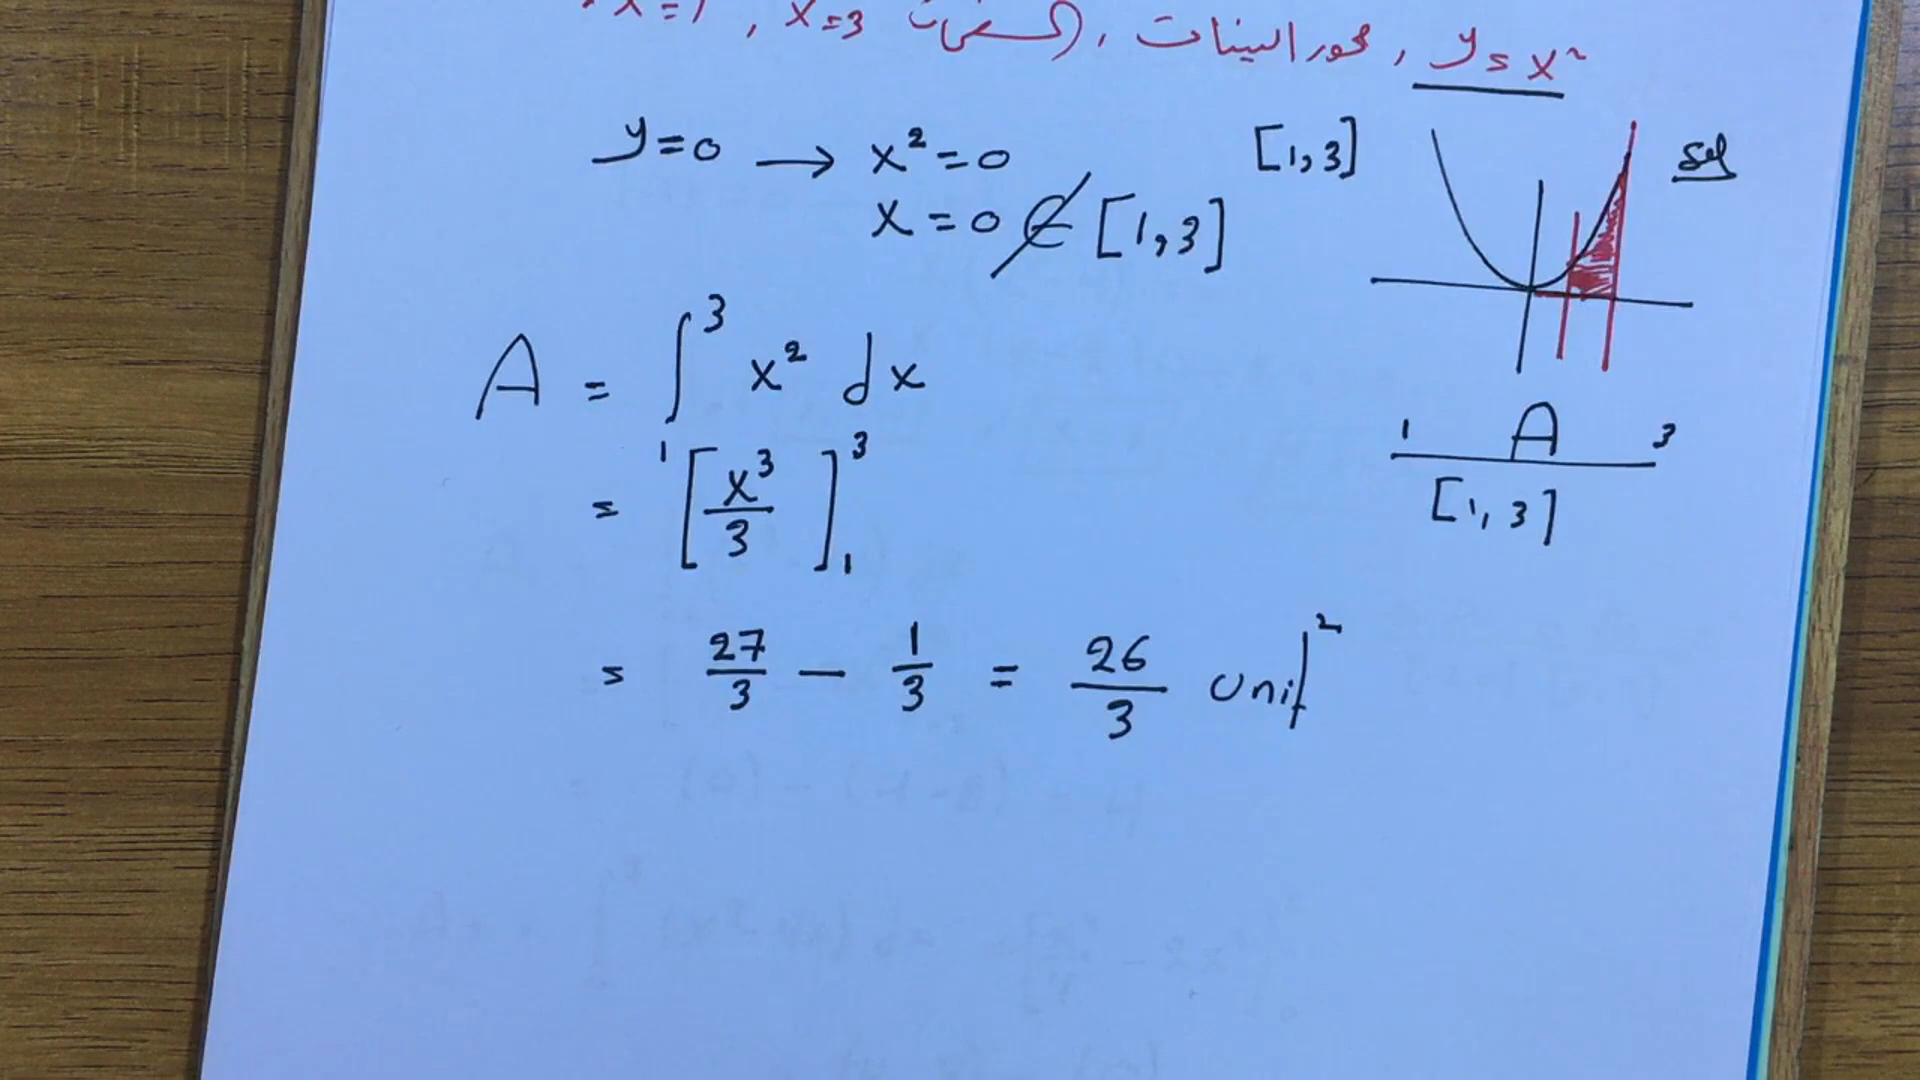 y = x² , محور السينات , x=3 , x=1
sol
y=0 → x²=0 [1,3]
x=0 ∉ [1,3]
A = ∫₁³ x² dx
1 A 3
[1,3]
= [x³/3]₁³
= 27/3 − 1/3 = 26/3 unit²